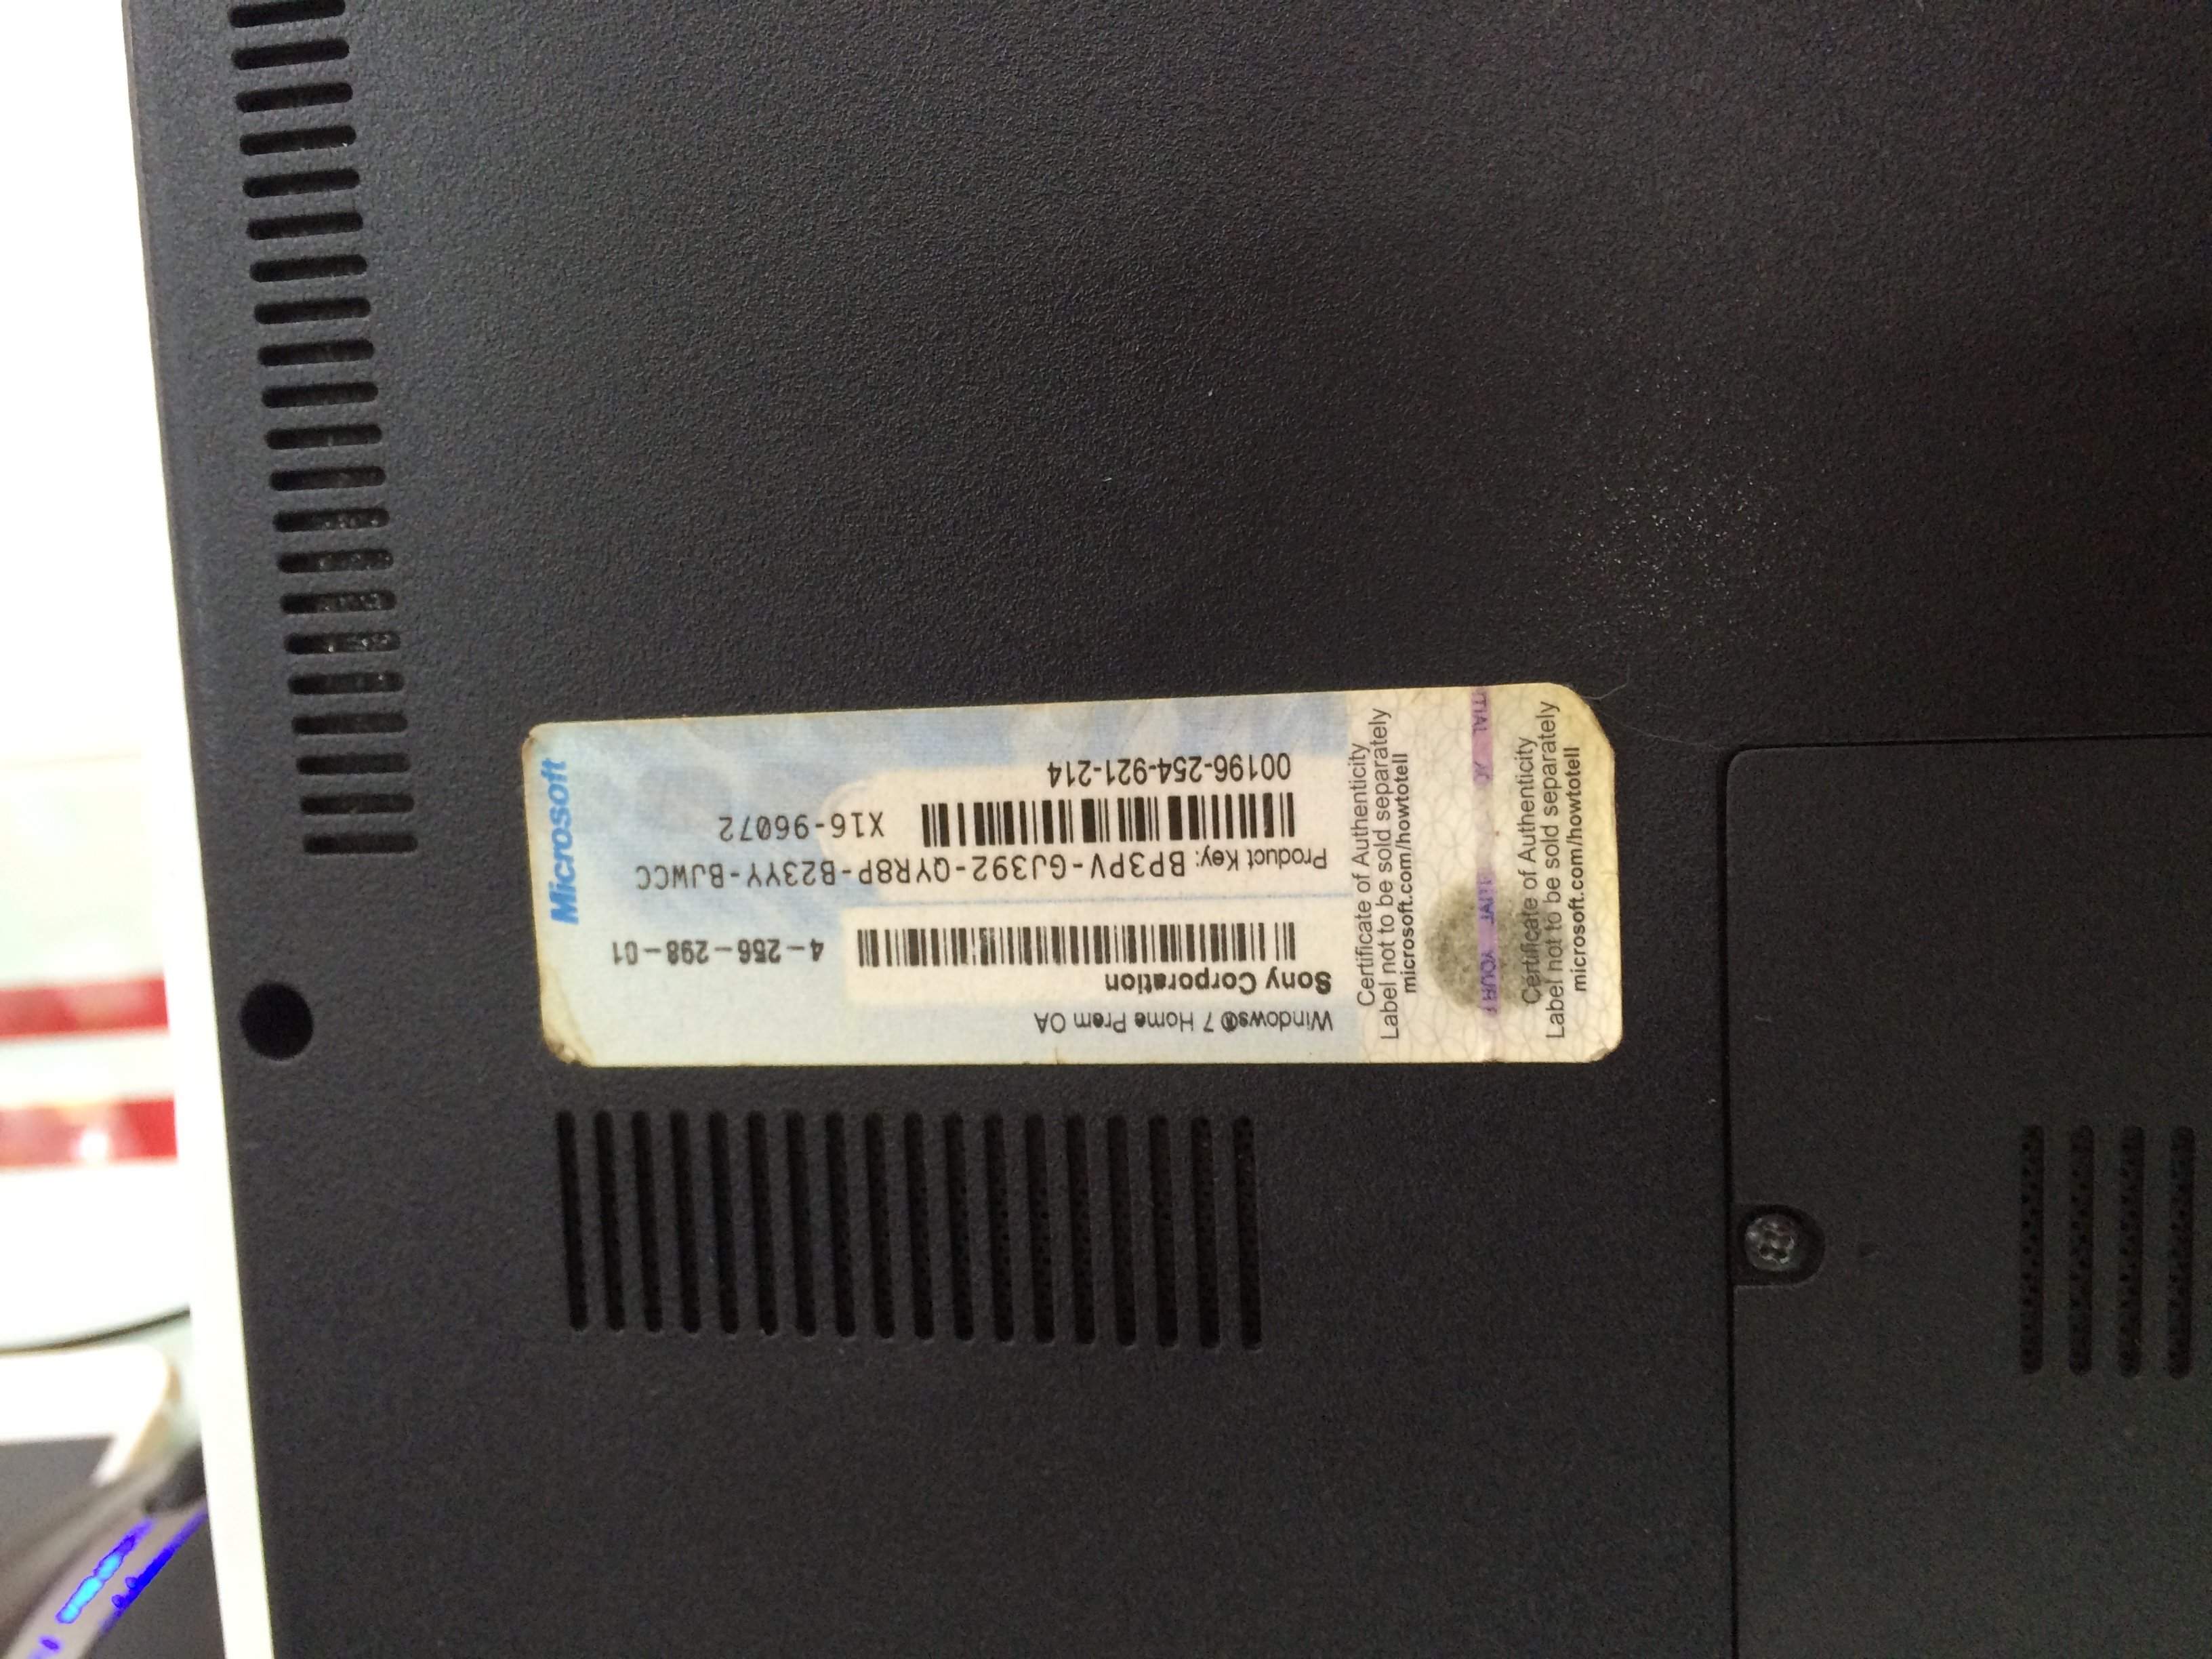 Windows®7 Home Prem OA
Sony Corporation
4-256-298-01
Product Key: BP3PV-GJ392-QYR8P-B23YY-BJWCC
X16-96072
00196-254-921-214
Microsoft
Certificate of Authenticity
Label not to be sold separately
microsoft.com/howtotell
Certificate of Authenticity
Label not to be sold separately
microsoft.com/howtotell